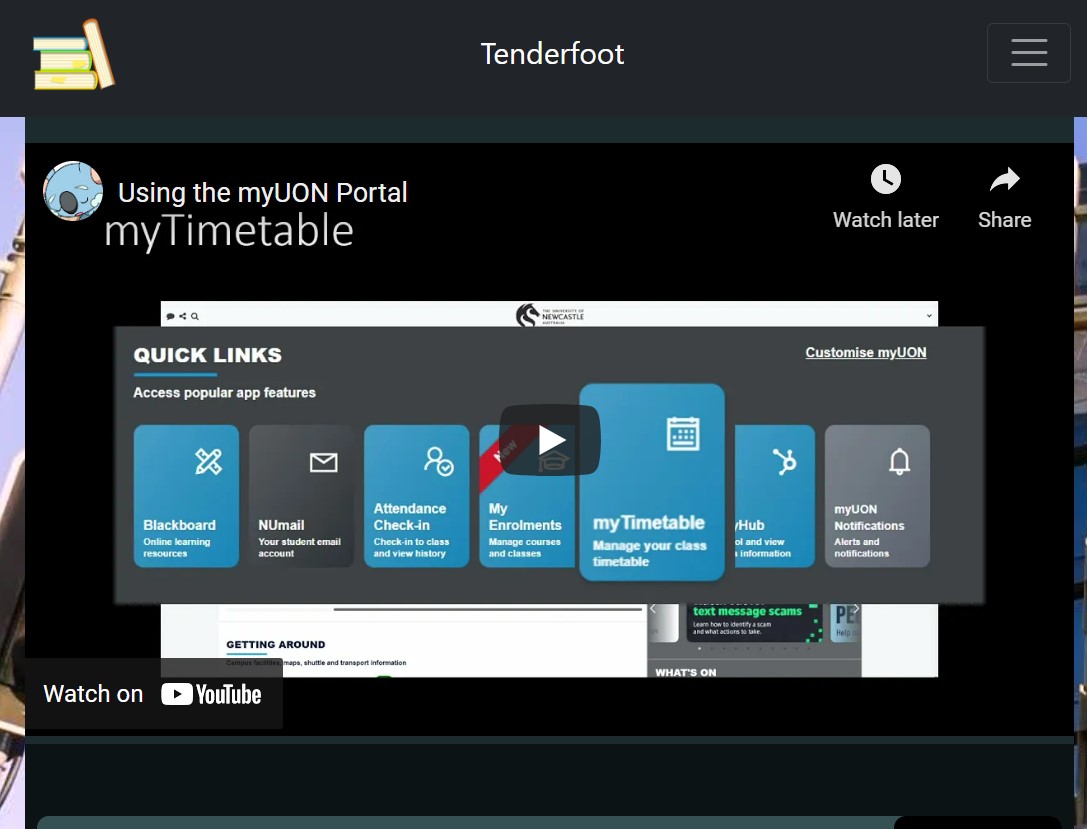 Tenderfoot
Using the myUON Portal
Watch later
Share
myTimetable
THE UNIVERSITY OF
NEWCASTLE
AUSTRALIA
QUICK LINKS
Customise myUON
Access popular app features
Blackboard
Online learning
resources
NUmail
Your student email
account
Attendance
Check-in
Check-in to class
and view history
New
My
Enrolments
Manage courses
and classes
myTimetable
Manage your class
timetable
Hub
and view
information
myUON
Notifications
Alerts and
notifications
text message scams
Learn how to identify a scam
and what actions to take.
GETTING AROUND
Campus facilities, maps, shuttle and transport information
WHAT'S ON
Watch on YouTube